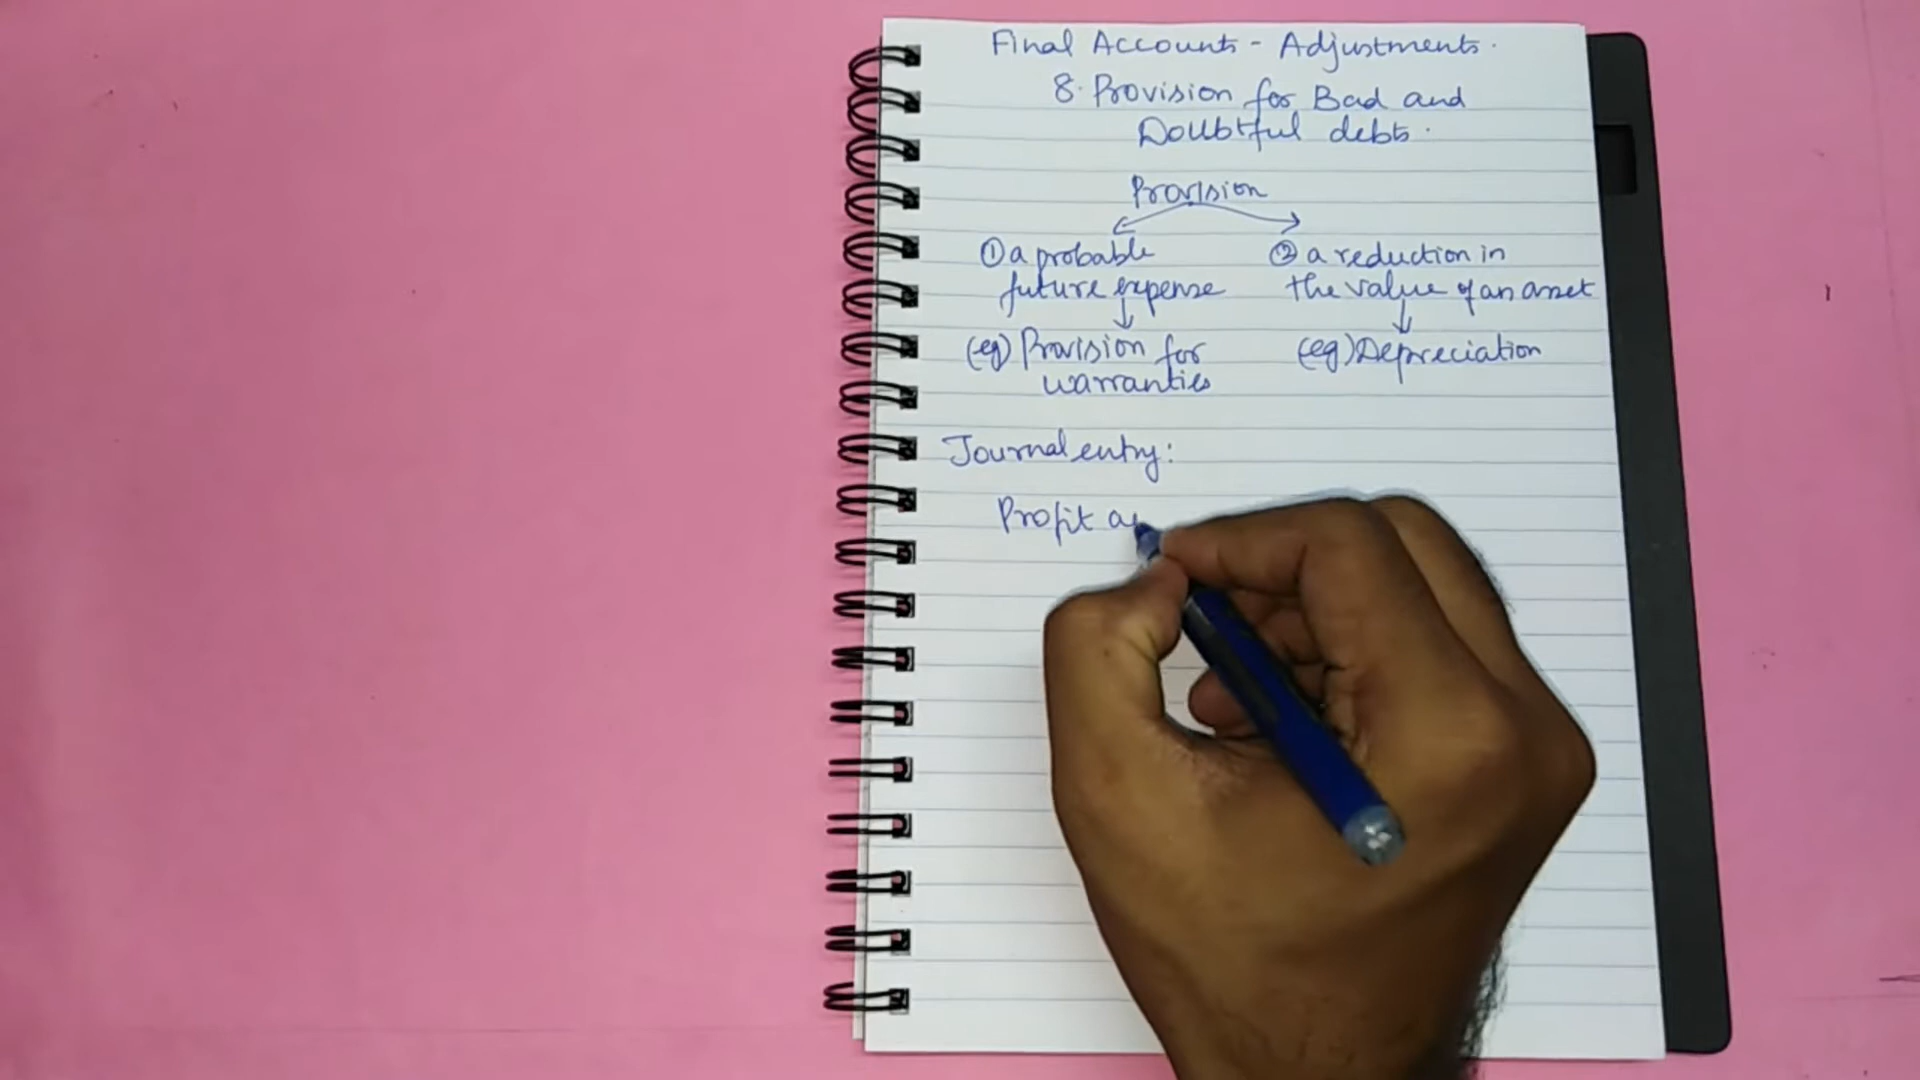 Final Accounts - Adjustments.
8. Provision for Bad and
Doubtful debts.
Provision
① a probable
future expense
② a reduction in
the value of an asset
(eg) Provision for
warranties
(eg) Depreciation
Journal entry:
Profit